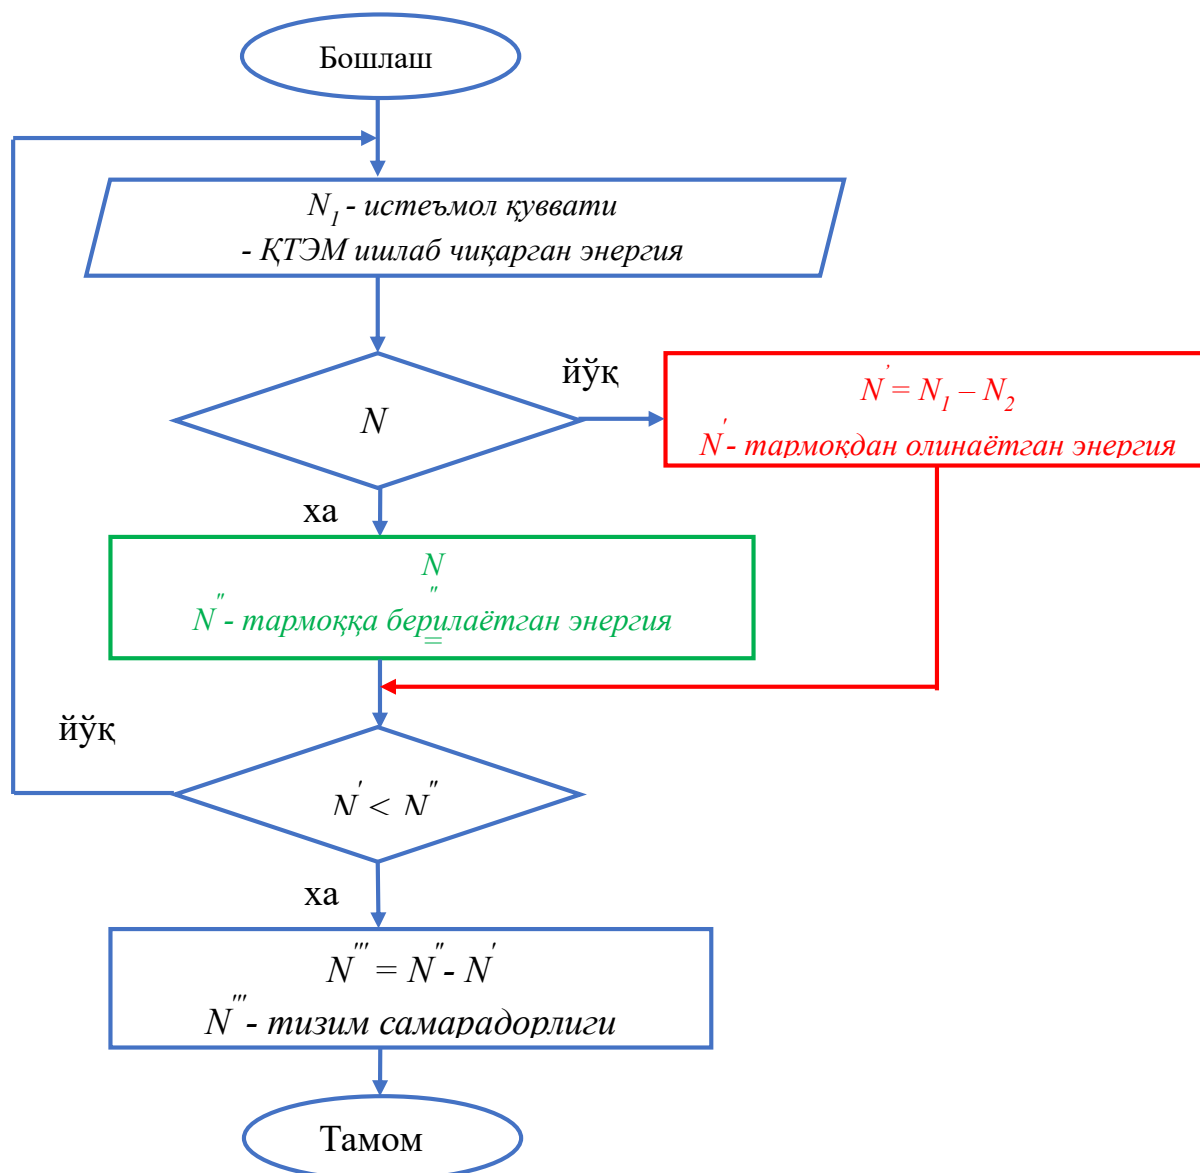 Бошлаш
N₁ - истеъмол қуввати
- ҚТЭМ ишлаб чиқарган энергия
N
йўқ
N' = N₁ – N₂
N' - тармоқдан олинаётган энергия
ха
N
"
N" - тармоққа берилаётган энергия
=
йўқ
N' < N"
ха
N''' = N" - N'
N''' - тизим самарадорлиги
Тамом